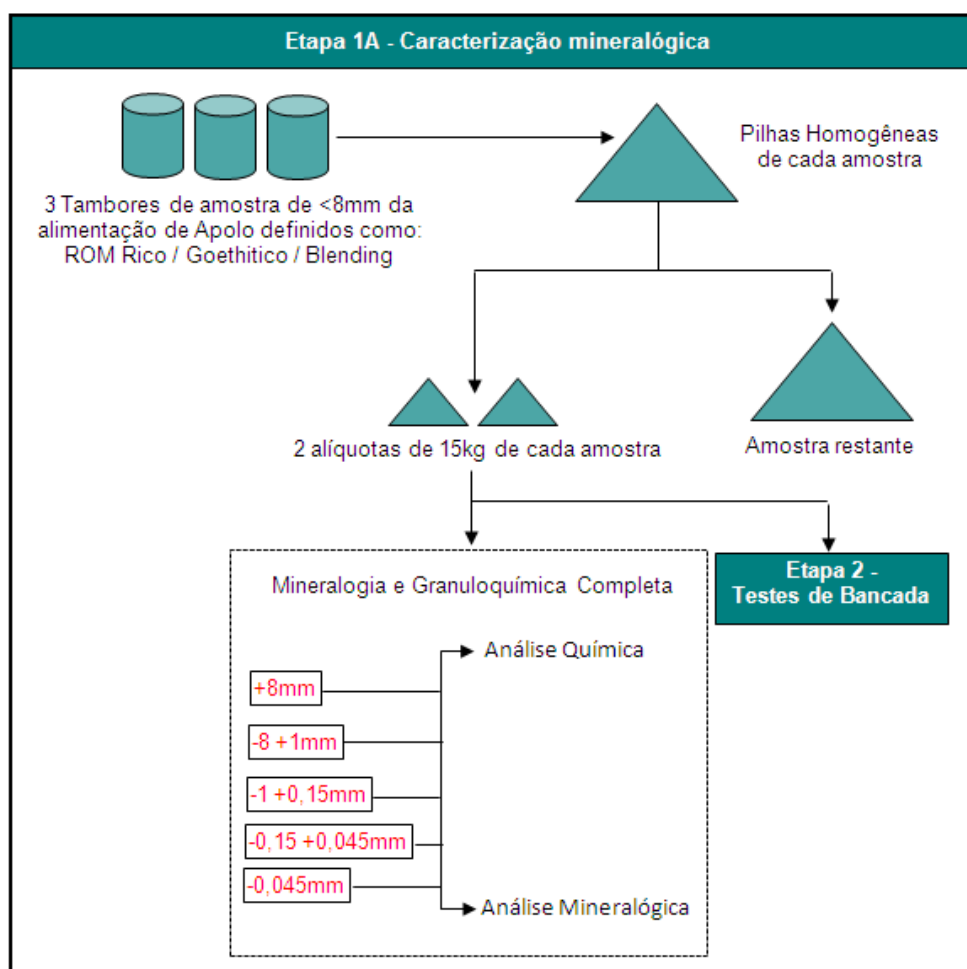 Etapa 1A - Caracterização mineralógica
Pilhas Homogêneas
de cada amostra
3 Tambores de amostra de <8mm da
alimentação de Apolo definidos como:
ROM Rico / Goethitico / Blending
2 alíquotas de 15kg de cada amostra
Amostra restante
Mineralogia e Granuloquímica Completa
Etapa 2 -
Testes de Bancada
Análise Química
+8mm
-8 +1mm
-1 +0,15mm
-0,15 +0,045mm
-0,045mm
Análise Mineralógica